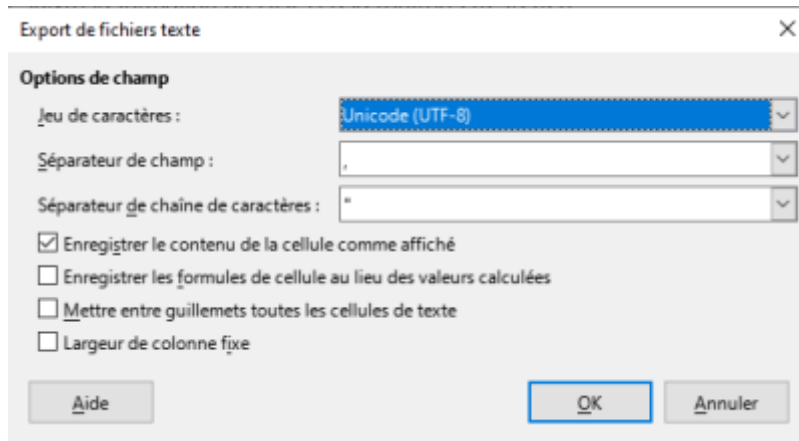 Export de fichiers texte
Options de champ
Jeu de caractères :
Unicode (UTF-8)
Séparateur de champ :
,
Séparateur de chaîne de caractères :
"
Enregistrer le contenu de la cellule comme affiché
Enregistrer les formules de cellule au lieu des valeurs calculées
Mettre entre guillemets toutes les cellules de texte
Largeur de colonne fixe
Aide
OK
Annuler